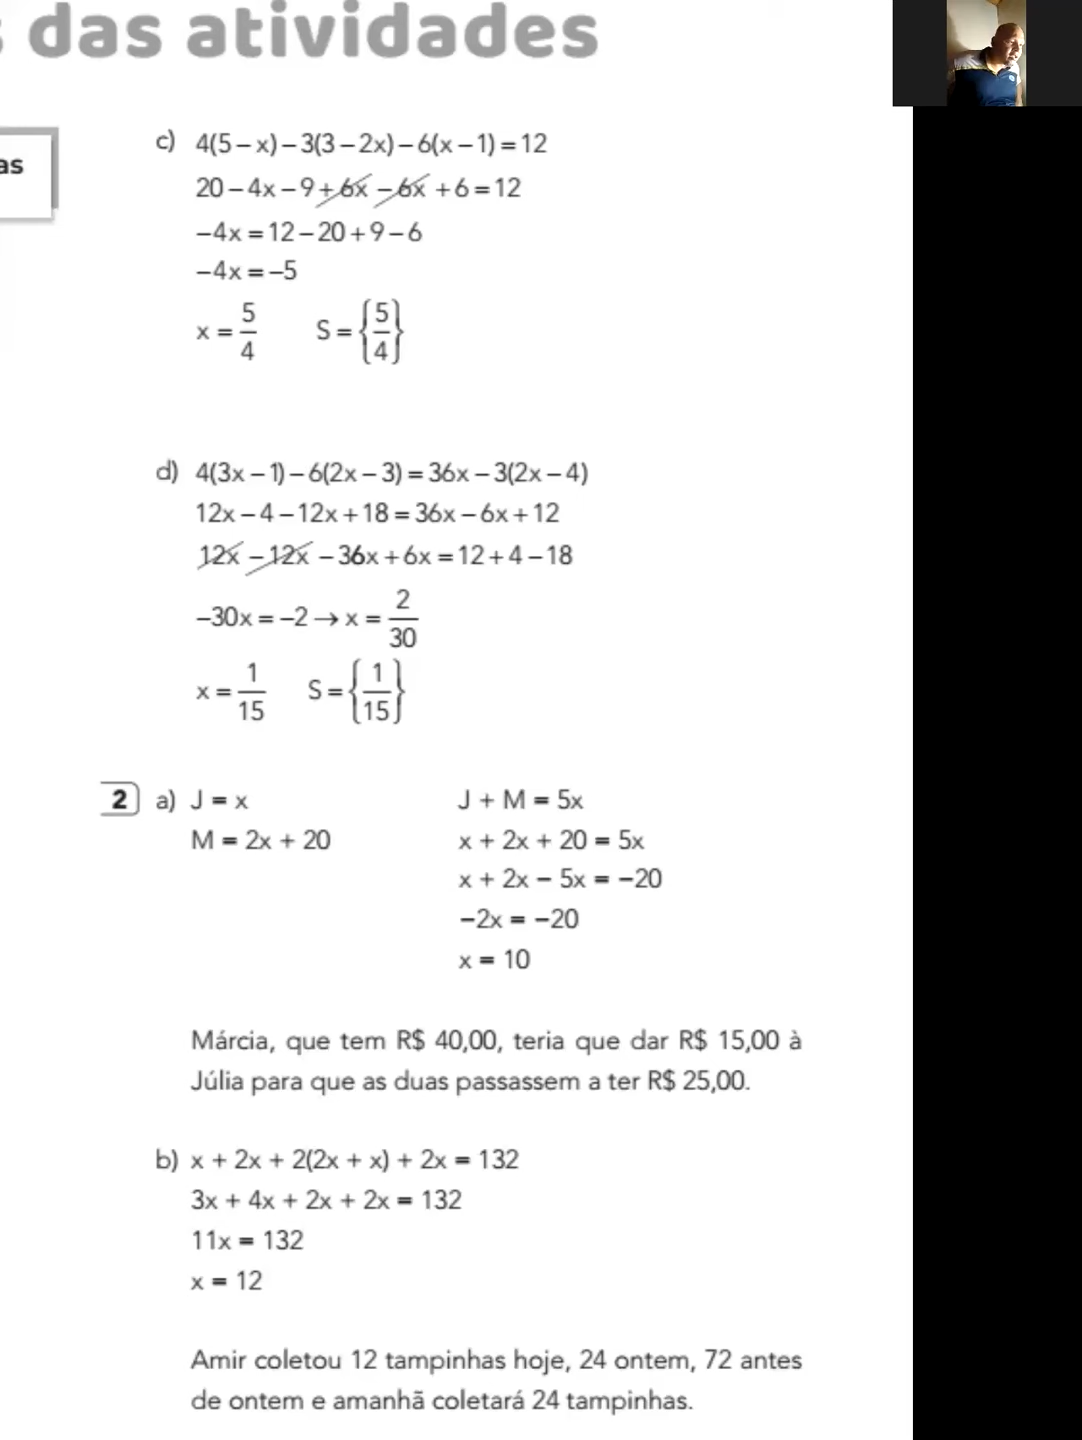 das atividades
as
c) 4(5 – x) – 3(3 – 2x) – 6(x – 1) = 12
20 – 4x – 9 + 6x – 6x + 6 = 12
–4x = 12 – 20 + 9 – 6
–4x = –5
x = 5/4 S = {5/4}
d) 4(3x – 1) – 6(2x – 3) = 36x – 3(2x – 4)
12x – 4 – 12x + 18 = 36x – 6x + 12
12x – 12x – 36x + 6x = 12 + 4 – 18
–30x = –2 → x = 2/30
x = 1/15 S = {1/15}
2 a) J = x
M = 2x + 20
J + M = 5x
x + 2x + 20 = 5x
x + 2x – 5x = –20
–2x = –20
x = 10
Márcia, que tem R$ 40,00, teria que dar R$ 15,00 à
Júlia para que as duas passassem a ter R$ 25,00.
b) x + 2x + 2(2x + x) + 2x = 132
3x + 4x + 2x + 2x = 132
11x = 132
x = 12
Amir coletou 12 tampinhas hoje, 24 ontem, 72 antes
de ontem e amanhã coletará 24 tampinhas.